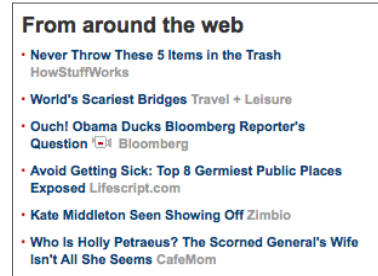 From around the web
• Never Throw These 5 Items in the Trash
HowStuffWorks
• World's Scariest Bridges Travel + Leisure
• Ouch! Obama Ducks Bloomberg Reporter's
Question Bloomberg
• Avoid Getting Sick: Top 8 Germiest Public Places
Exposed Lifescript.com
• Kate Middleton Seen Showing Off Zimbio
• Who Is Holly Petraeus? The Scorned General's Wife
Isn't All She Seems CafeMom